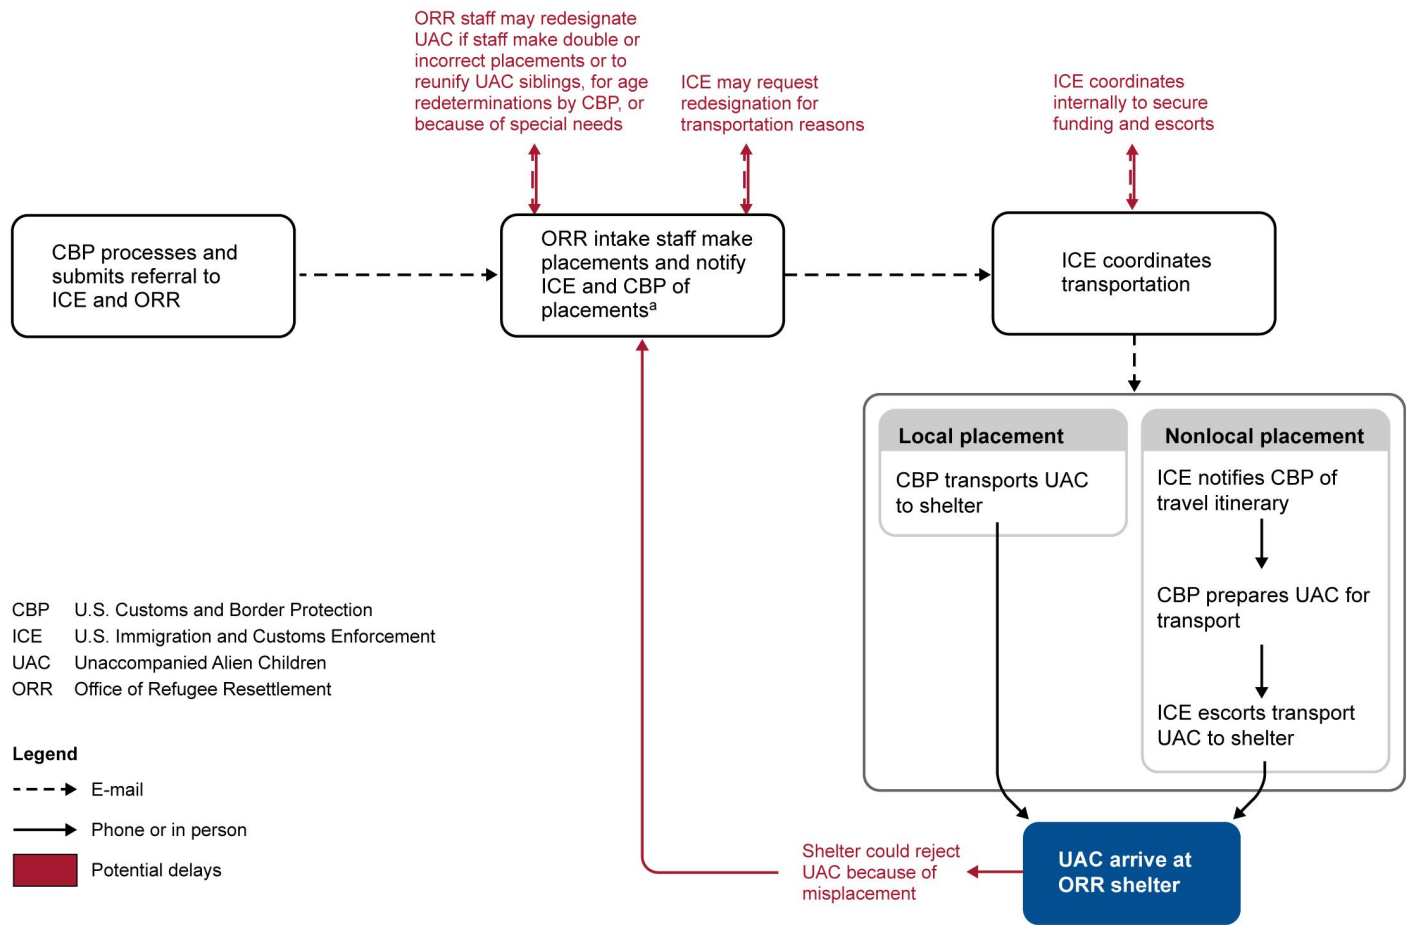 ORR staff may redesignate
UAC if staff make double or
incorrect placements or to
reunify UAC siblings, for age
redeterminations by CBP, or
because of special needs
ICE may request
redesignation for
transportation reasons
ICE coordinates
internally to secure
funding and escorts
CBP processes and
submits referral to
ICE and ORR
ORR intake staff make
placements and notify
ICE and CBP of
placementsᵃ
ICE coordinates
transportation
Local placement
CBP transports UAC
to shelter
Nonlocal placement
ICE notifies CBP of
travel itinerary
CBP prepares UAC for
transport
ICE escorts transport
UAC to shelter
CBP U.S. Customs and Border Protection
ICE U.S. Immigration and Customs Enforcement
UAC Unaccompanied Alien Children
ORR Office of Refugee Resettlement
Legend
E-mail
Phone or in person
Potential delays
Shelter could reject
UAC because of
misplacement
UAC arrive at
ORR shelter